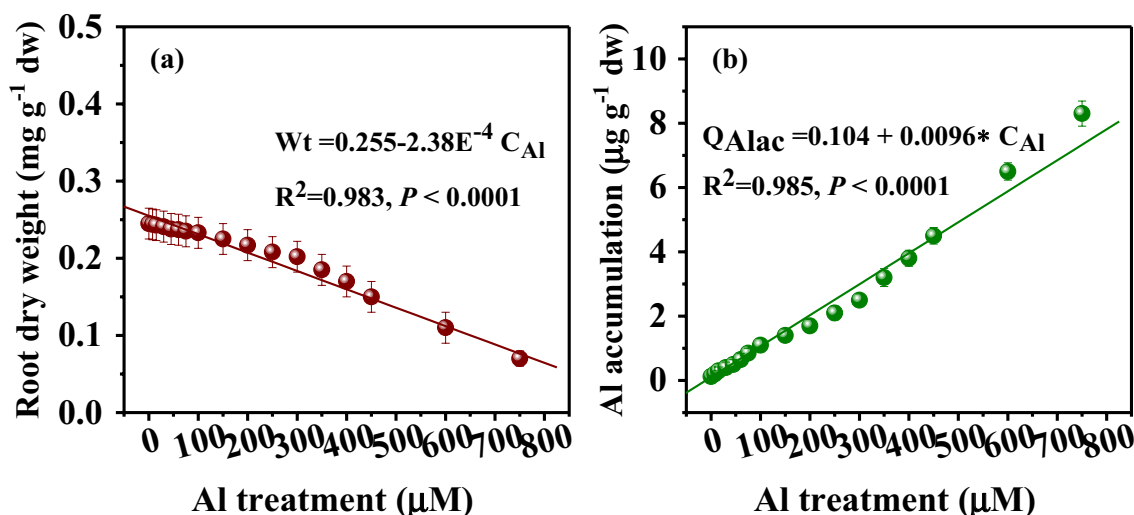 (a)
Wt =0.255-2.38E⁻⁴ C_Al
R²=0.983, P < 0.0001
Root dry weight (mg g⁻¹ dw)
0.5
0.4
0.3
0.2
0.1
0.0
0 100 200 300 400 500 600 700 800
Al treatment (μM)
(b)
Q_Alac =0.104 + 0.0096* C_Al
R²=0.985, P < 0.0001
Al accumulation (μg g⁻¹ dw)
10
8
6
4
2
0
0 100 200 300 400 500 600 700 800
Al treatment (μM)